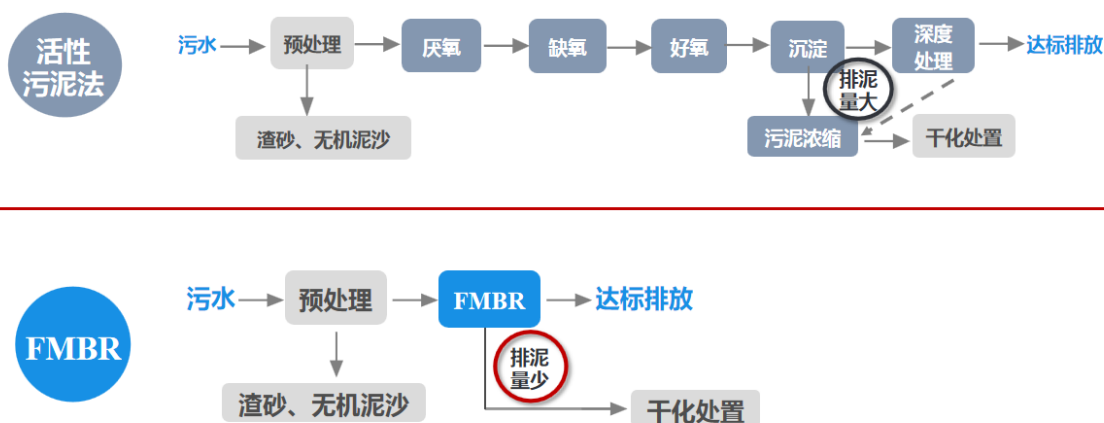 活性
污泥法
污水
预处理
厌氧
缺氧
好氧
沉淀
深度
处理
达标排放
排泥
量大
渣砂、无机泥沙
污泥浓缩
干化处置
FMBR
污水
预处理
FMBR
达标排放
排泥
量少
渣砂、无机泥沙
干化处置